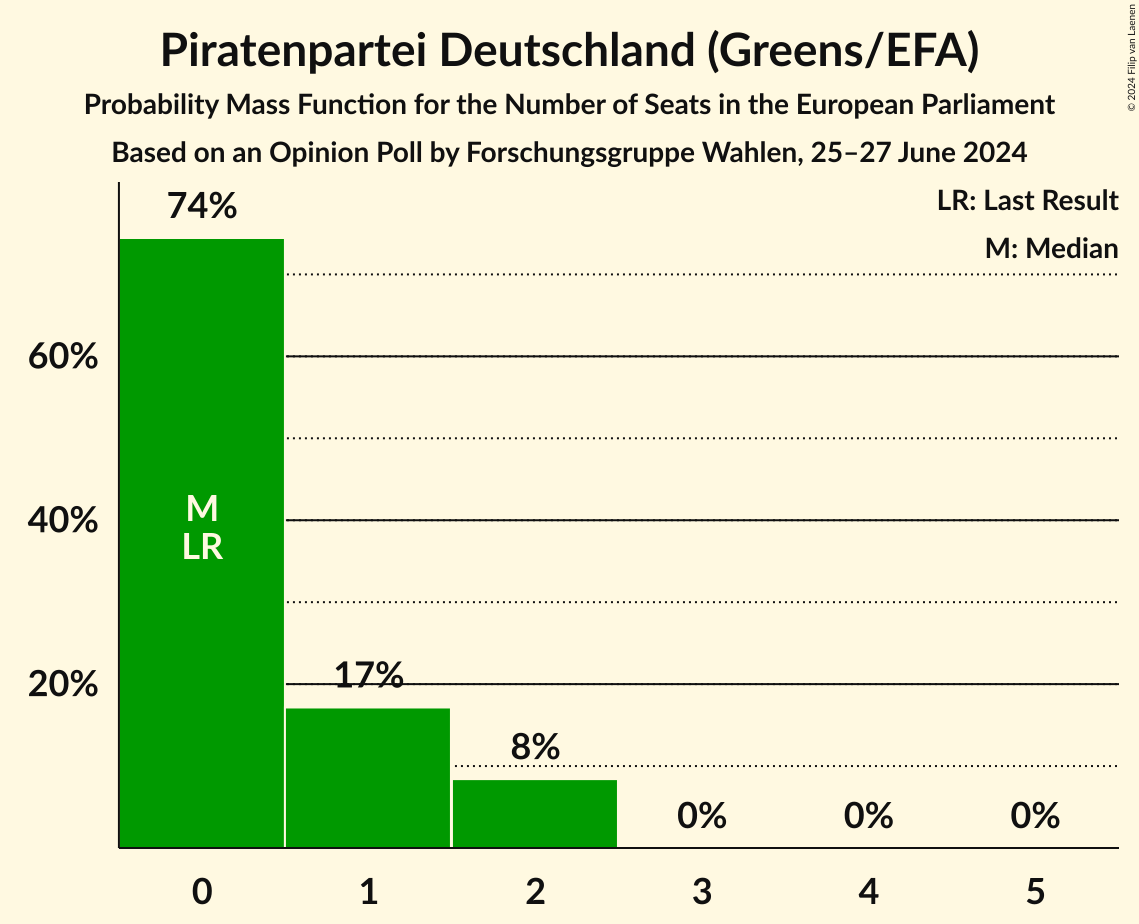 Piratenpartei Deutschland (Greens/EFA)
Probability Mass Function for the Number of Seats in the European Parliament
Based on an Opinion Poll by Forschungsgruppe Wahlen, 25–27 June 2024
© 2024 Filip van Laenen
LR: Last Result
M: Median
74%
60%
40%
20%
M
LR
17%
8%
0%
0%
0%
0
1
2
3
4
5